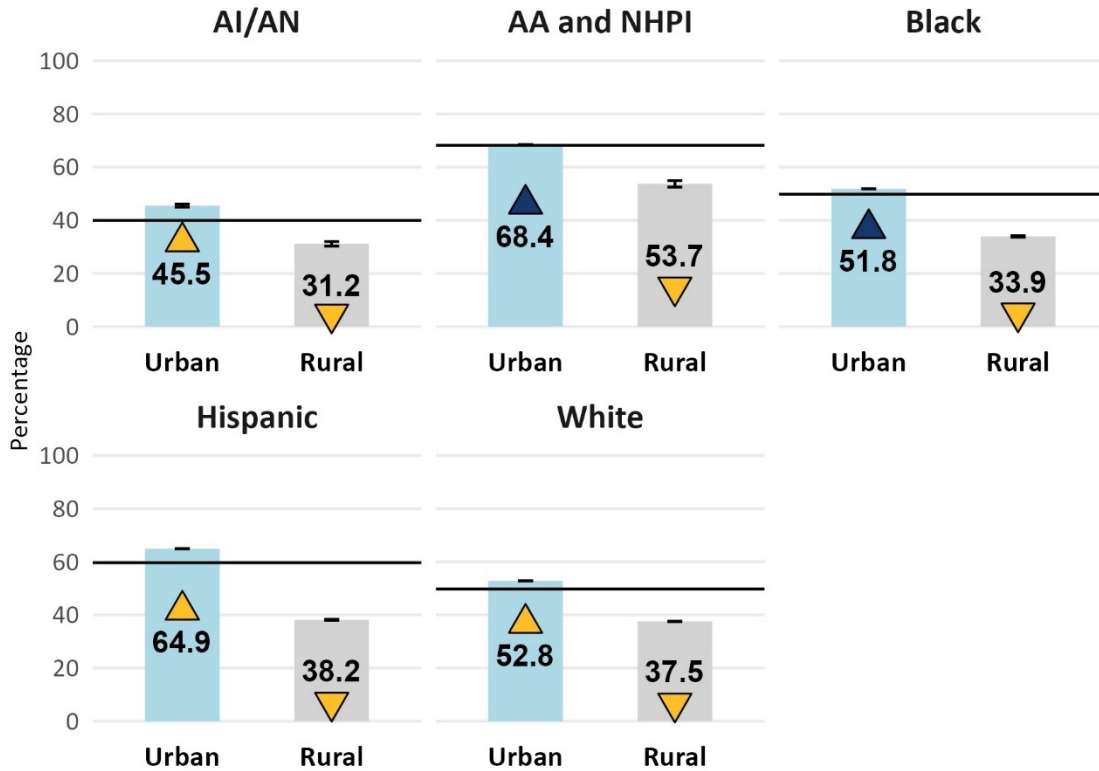 AI/AN
AA and NHPI
Black
Percentage
100
80
60
40
20
0
45.5
31.2
68.4
53.7
51.8
33.9
Urban
Rural
Urban
Rural
Urban
Rural
Hispanic
White
100
80
60
40
20
0
64.9
38.2
52.8
37.5
Urban
Rural
Urban
Rural